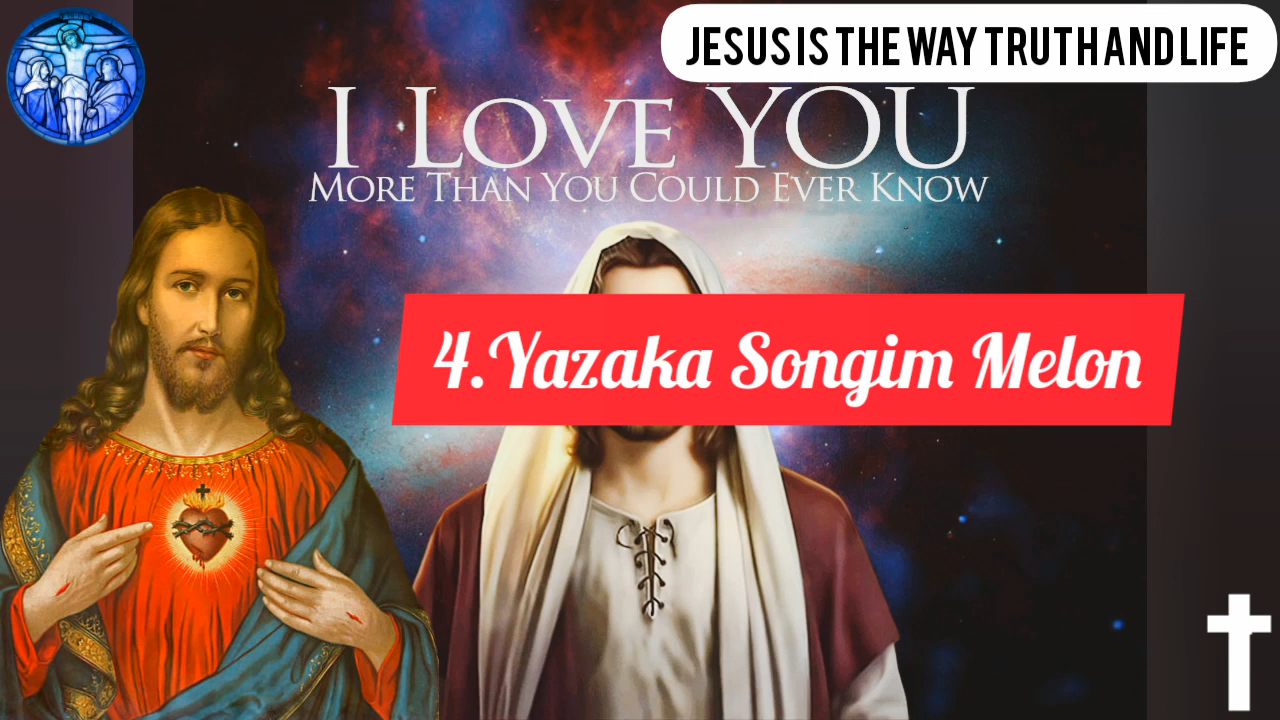 JESUS IS THE WAY TRUTH AND LIFE
I LOVE YOU
MORE THAN YOU COULD EVER KNOW
4.Yazaka Songim Melon